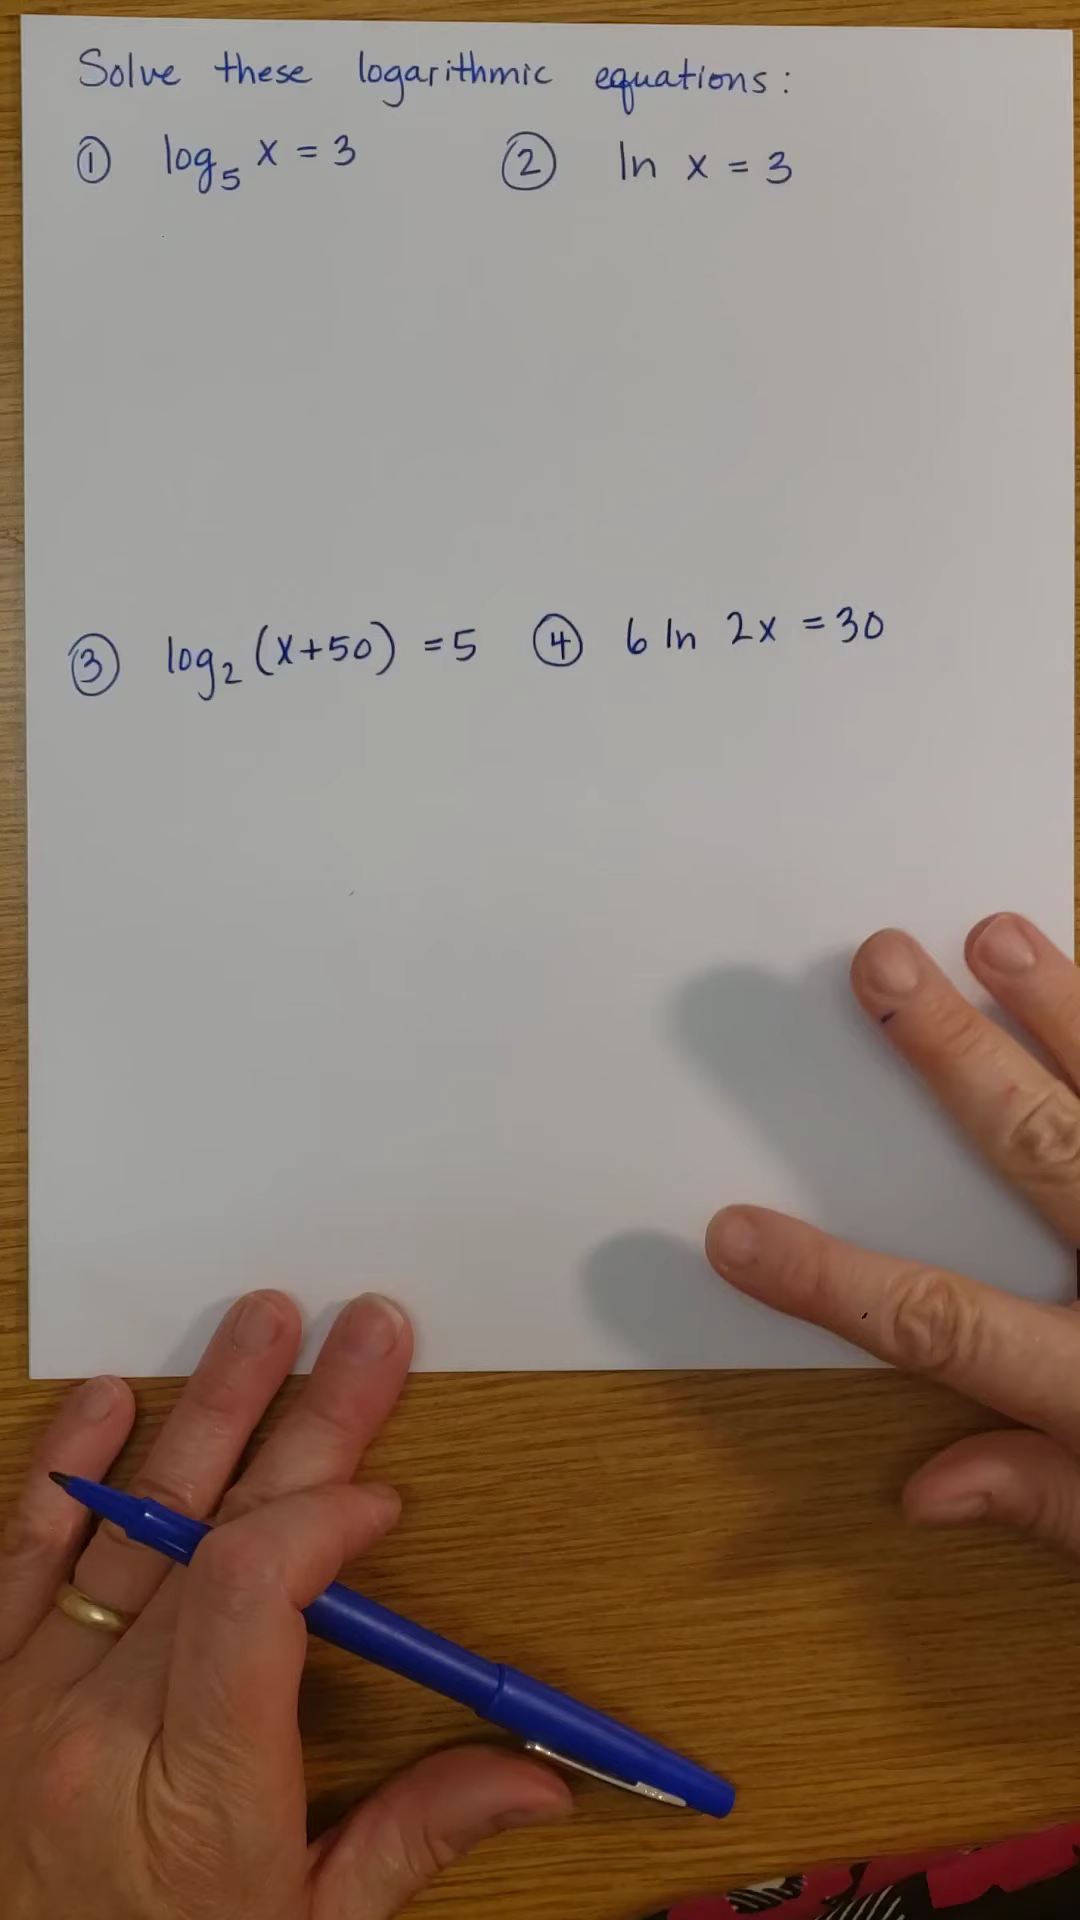 Solve these logarithmic equations:
① log₅ x = 3 ② ln x = 3
③ log₂ (x+50) = 5 ④ 6 ln 2x = 30